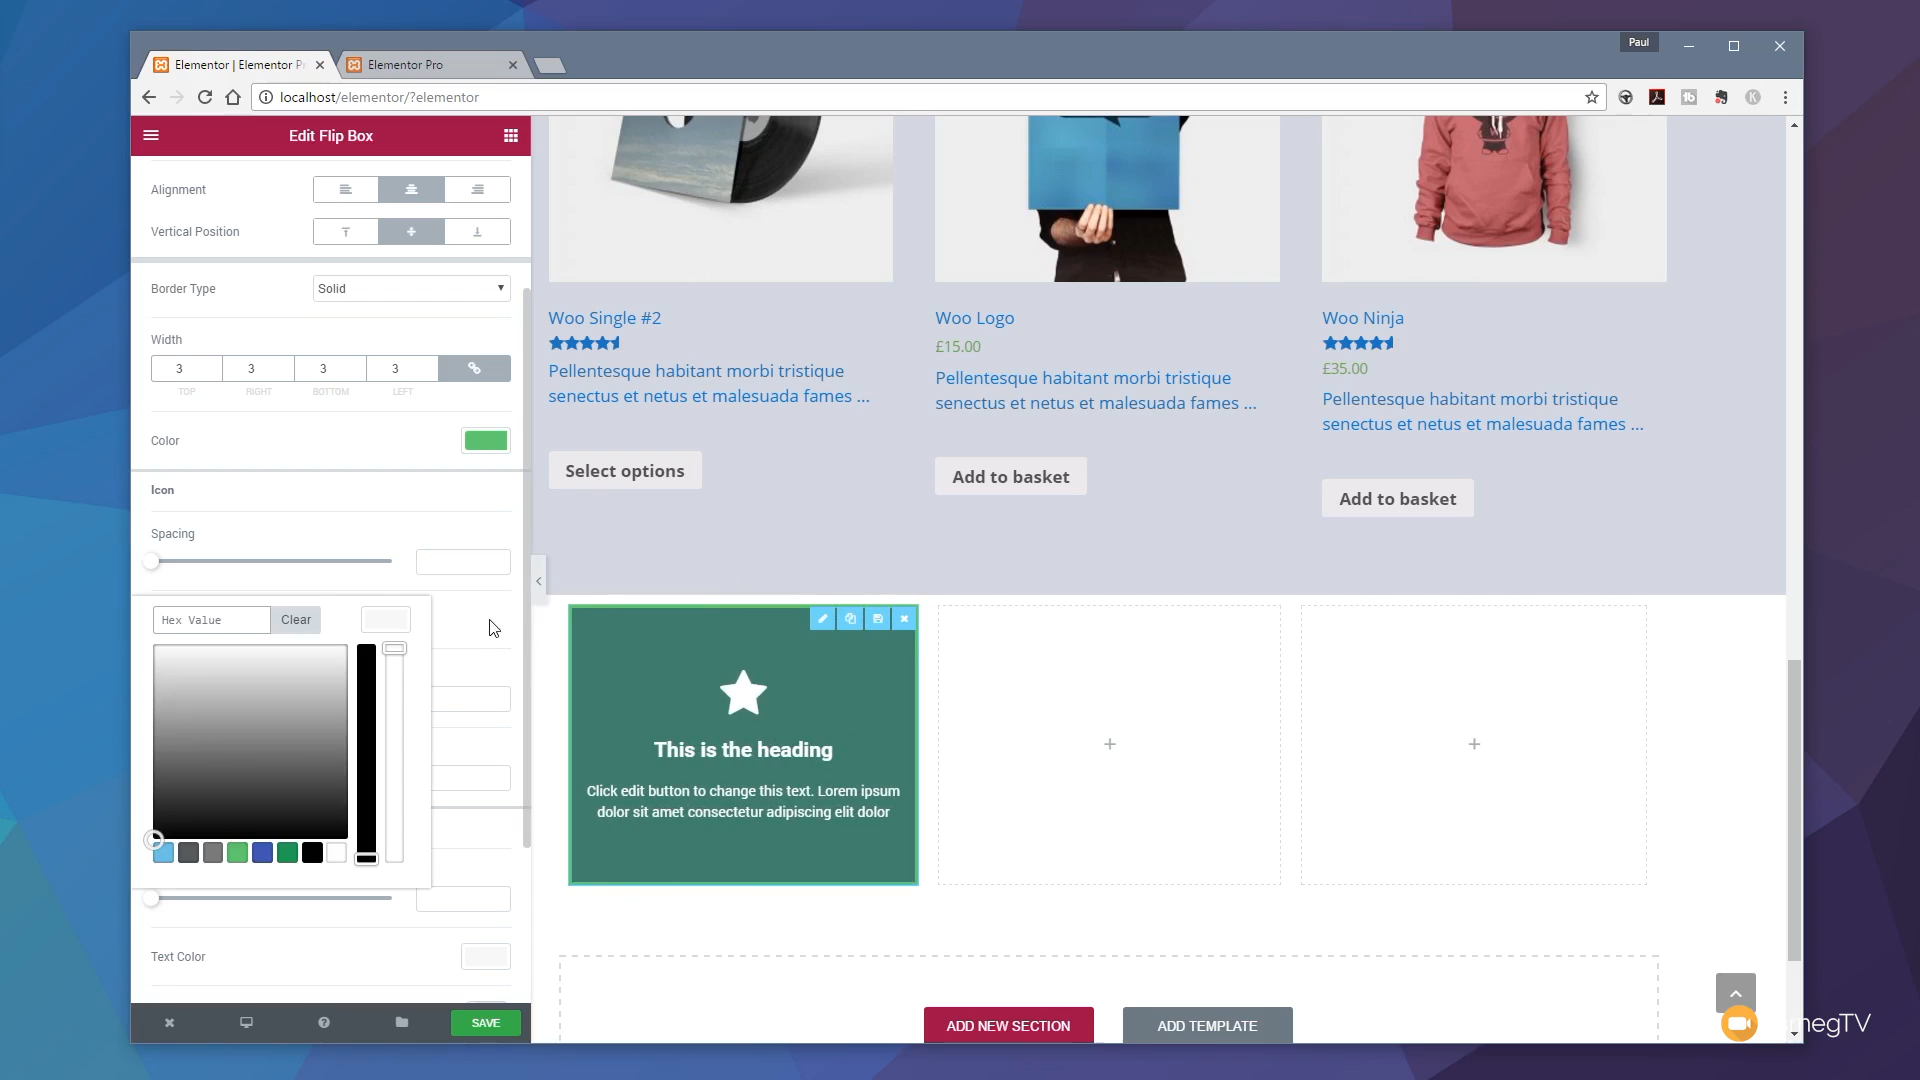 Paul
Elementor | Elementor P
Elementor Pro
localhost/elementor/?elementor
Edit Flip Box
Alignment
Vertical Position
Border Type
Solid
Width
3 3 3 3
TOP RIGHT BOTTOM LEFT
Color
Icon
Spacing
Hex Value
Clear
Text Color
SAVE
Woo Single #2
Pellentesque habitant morbi tristique
senectus et netus et malesuada fames ...
Select options
Woo Logo
£15.00
Pellentesque habitant morbi tristique
senectus et netus et malesuada fames ...
Add to basket
Woo Ninja
£35.00
Pellentesque habitant morbi tristique
senectus et netus et malesuada fames ...
Add to basket
This is the heading
Click edit button to change this text. Lorem ipsum
dolor sit amet consectetur adipiscing elit dolor
ADD NEW SECTION
ADD TEMPLATE
megTV